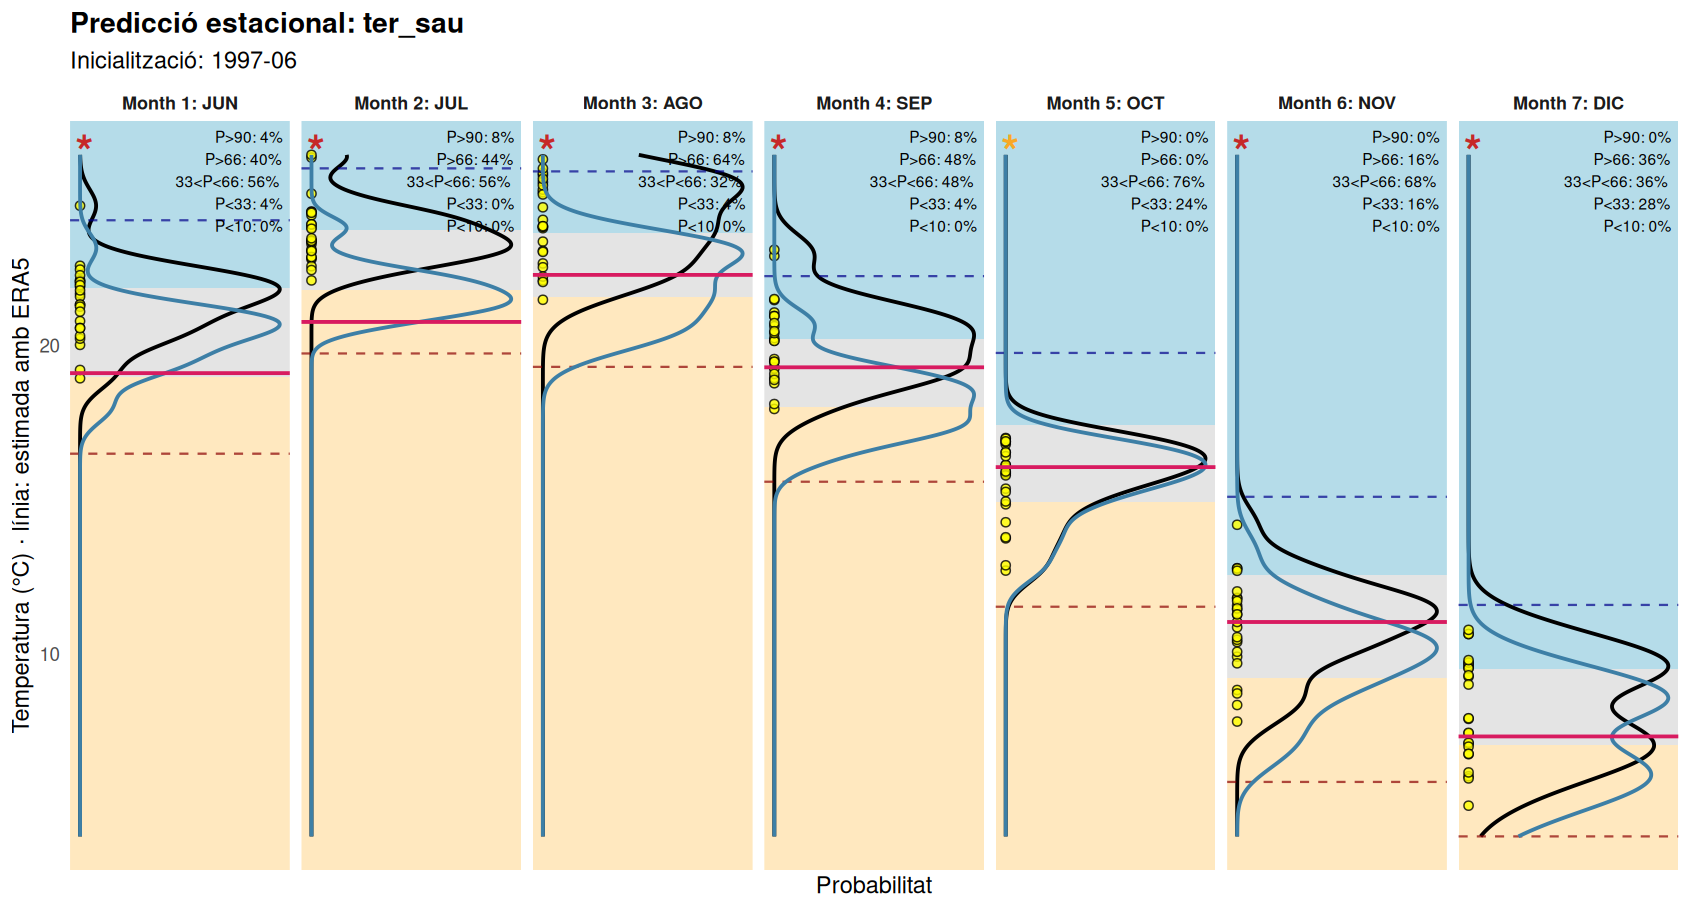 Predicció estacional: ter_sau
Inicialització: 1997-06
Month 1: JUN
Month 2: JUL
Month 3: AGO
Month 4: SEP
Month 5: OCT
Month 6: NOV
Month 7: DIC
*
P>90: 4%
P>66: 40%
33<P<66: 56%
P<33: 4%
P<10: 0%
*
P>90: 8%
P>66: 44%
33<P<66: 56%
P<33: 0%
P<10: 0%
*
P>90: 8%
P>66: 64%
33<P<66: 32%
P<33: 4%
P<10: 0%
*
P>90: 8%
P>66: 48%
33<P<66: 48%
P<33: 4%
P<10: 0%
*
P>90: 0%
P>66: 0%
33<P<66: 76%
P<33: 24%
P<10: 0%
*
P>90: 0%
P>66: 16%
33<P<66: 68%
P<33: 16%
P<10: 0%
*
P>90: 0%
P>66: 36%
33<P<66: 36%
P<33: 28%
P<10: 0%
20
10
Temperatura (°C) · línia: estimada amb ERA5
Probabilitat